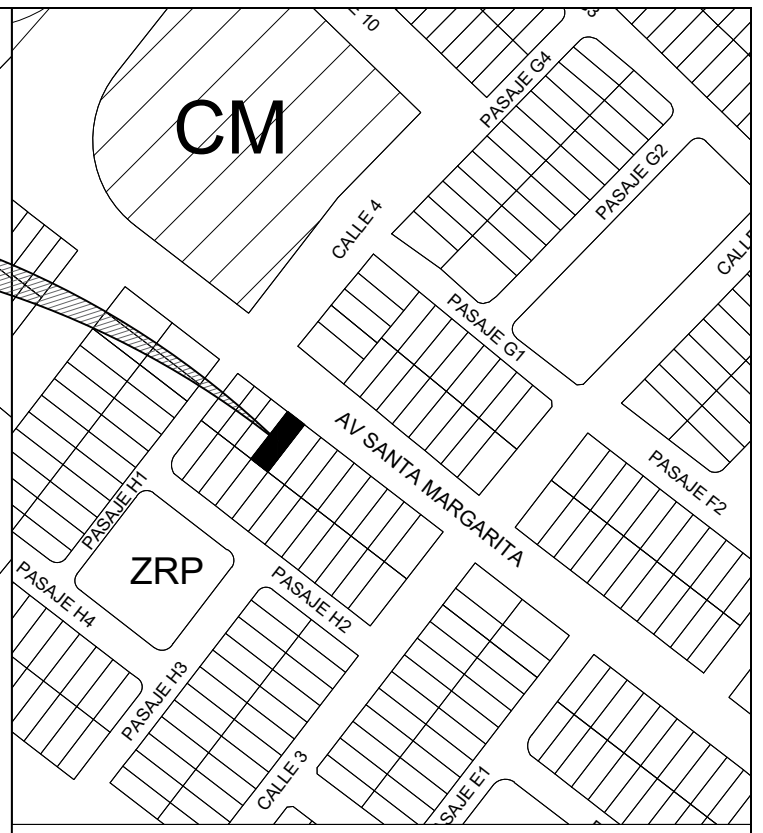 10
CM
PASAJE G4
PASAJE G2
CALLE 4
PASAJE G1
AV SANTA MARGARITA
PASAJE F2
PASAJE H1
ZRP
PASAJE H4
PASAJE H2
PASAJE H3
CALLE 3